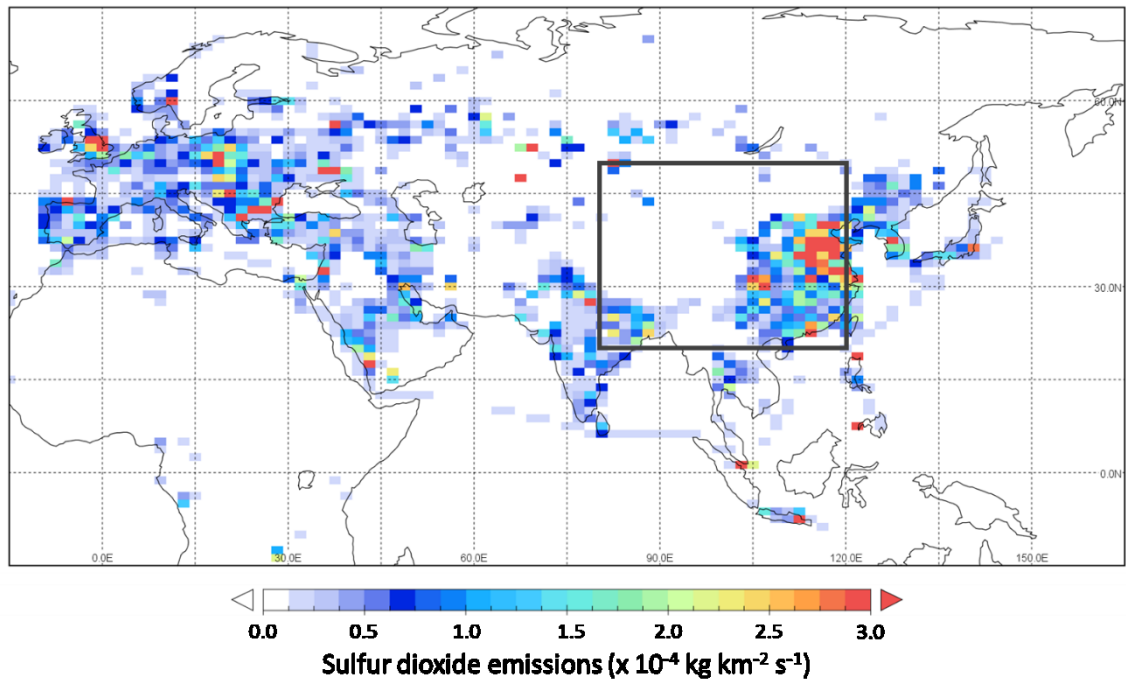 60.0N
30.0N
0.0N
0.0E 30.0E 60.0E 90.0E 120.0E 150.0E
0.0 0.5 1.0 1.5 2.0 2.5 3.0
Sulfur dioxide emissions (x 10⁻⁴ kg km⁻² s⁻¹)